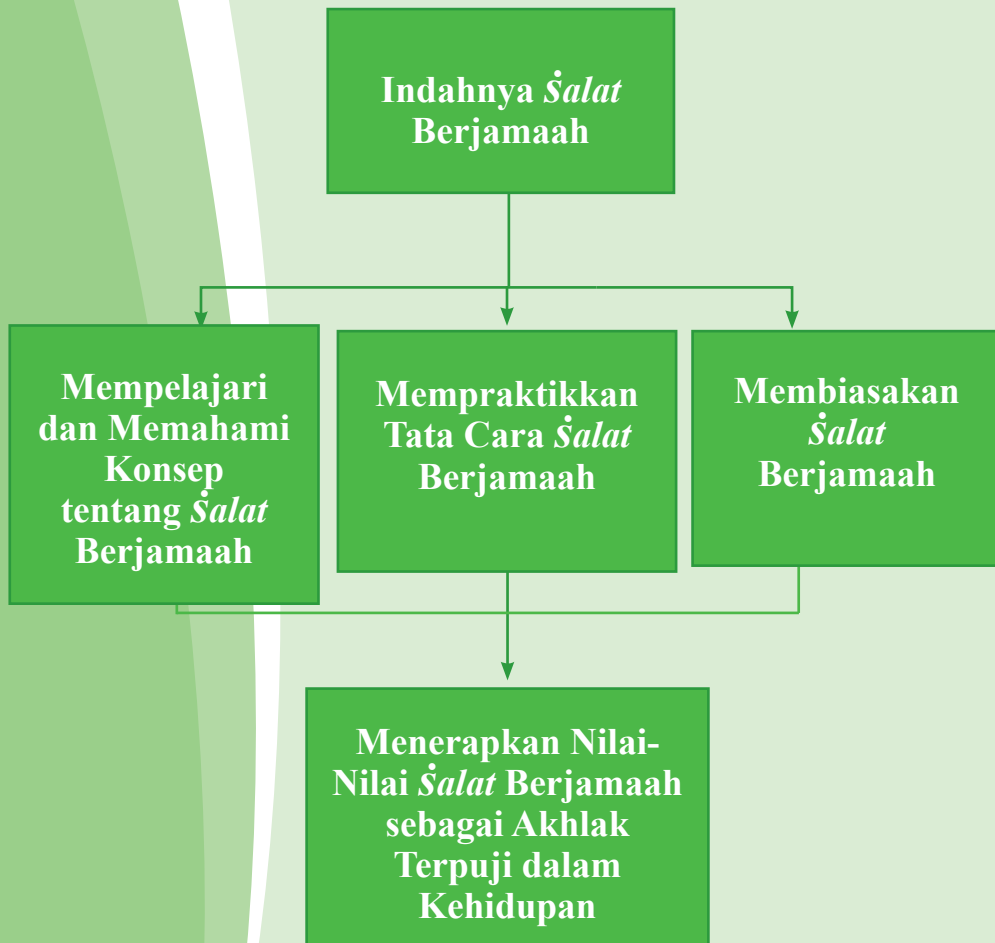 Indahnya Ṡalat
Berjamaah
Mempelajari
dan Memahami
Konsep
tentang Ṡalat
Berjamaah
Mempraktikkan
Tata Cara Ṡalat
Berjamaah
Membiasakan
Ṡalat
Berjamaah
Menerapkan Nilai-
Nilai Ṡalat Berjamaah
sebagai Akhlak
Terpuji dalam
Kehidupan